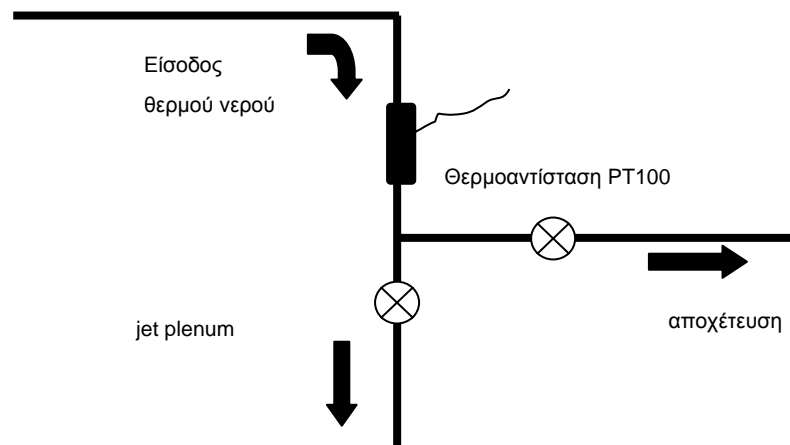 Είσοδος
θερμού νερού
Θερμοαντίσταση PT100
jet plenum
αποχέτευση